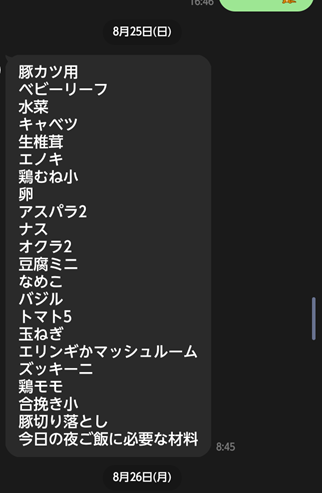 16:46
8月25日(日)
豚カツ用
ベビーリーフ
水菜
キャベツ
生椎茸
エノキ
鶏むね小
卵
アスパラ2
ナス
オクラ2
豆腐ミニ
なめこ
バジル
トマト5
玉ねぎ
エリンギかマッシュルーム
ズッキーニ
鶏モモ
合挽き小
豚切り落とし
今日の夜ご飯に必要な材料
8:45
8月26日(月)